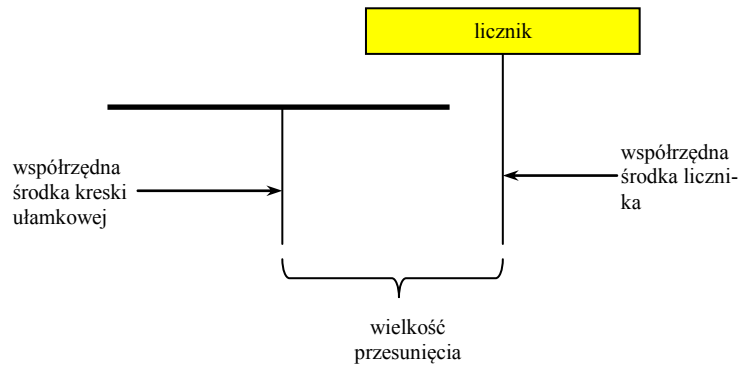 licznik
współrzędna
środka kreski
ułamkowej
współrzędna
środka liczni-
ka
wielkość
przesunięcia